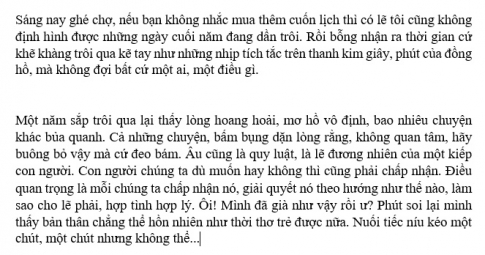 Sáng nay ghé chợ, nếu bạn không nhắc mua thêm cuốn lịch thì có lẽ tôi cũng không
định hình được những ngày cuối năm đang dần trôi. Rồi bỗng nhận ra thời gian cứ
khẽ khàng trôi qua kẽ tay như những nhịp tích tắc trên thanh kim giây, phút của đồng
hồ, mà không đợi bất cứ một ai, một điều gì.
Một năm sắp trôi qua lại thấy lòng hoang hoải, mơ hồ vô định, bao nhiêu chuyện
khác bủa quanh. Cả những chuyện, bấm bụng dặn lòng rằng, không quan tâm, hãy
buông bỏ vậy mà cứ đeo bám. Âu cũng là quy luật, là lẽ đương nhiên của một kiếp
con người. Con người chúng ta dù muốn hay không thì cũng phải chấp nhận. Điều
quan trọng là mỗi chúng ta chấp nhận nó, giải quyết nó theo hướng như thế nào, làm
sao cho lẽ phải, hợp tình hợp lý. Ôi! Mình đã già như vậy rồi ư? Phút soi lại mình
thấy bản thân chẳng thể hồn nhiên như thời thơ trẻ được nữa. Nuối tiếc níu kéo một
chút, một chút nhưng không thể...